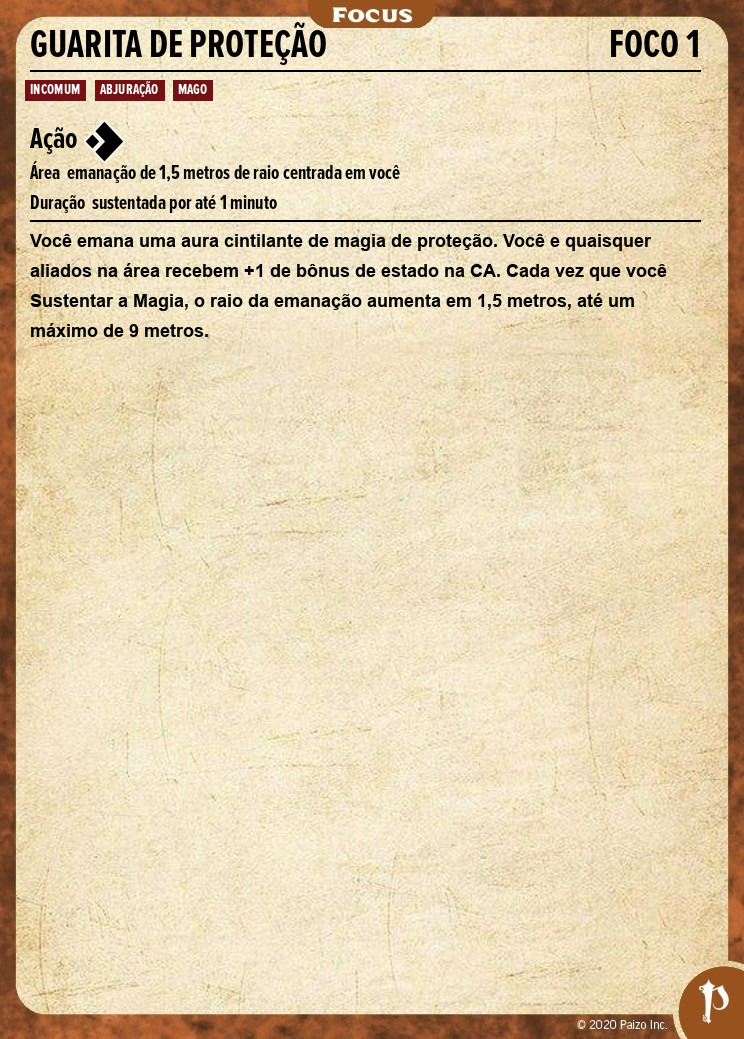 Focus
GUARITA DE PROTEÇÃO FOCO 1
INCOMUM ABJURAÇÃO MAGO
Ação
Área emanação de 1,5 metros de raio centrada em você
Duração sustentada por até 1 minuto
Você emana uma aura cintilante de magia de proteção. Você e quaisquer
aliados na área recebem +1 de bônus de estado na CA. Cada vez que você
Sustentar a Magia, o raio da emanação aumenta em 1,5 metros, até um
máximo de 9 metros.
© 2020 Paizo Inc.
P